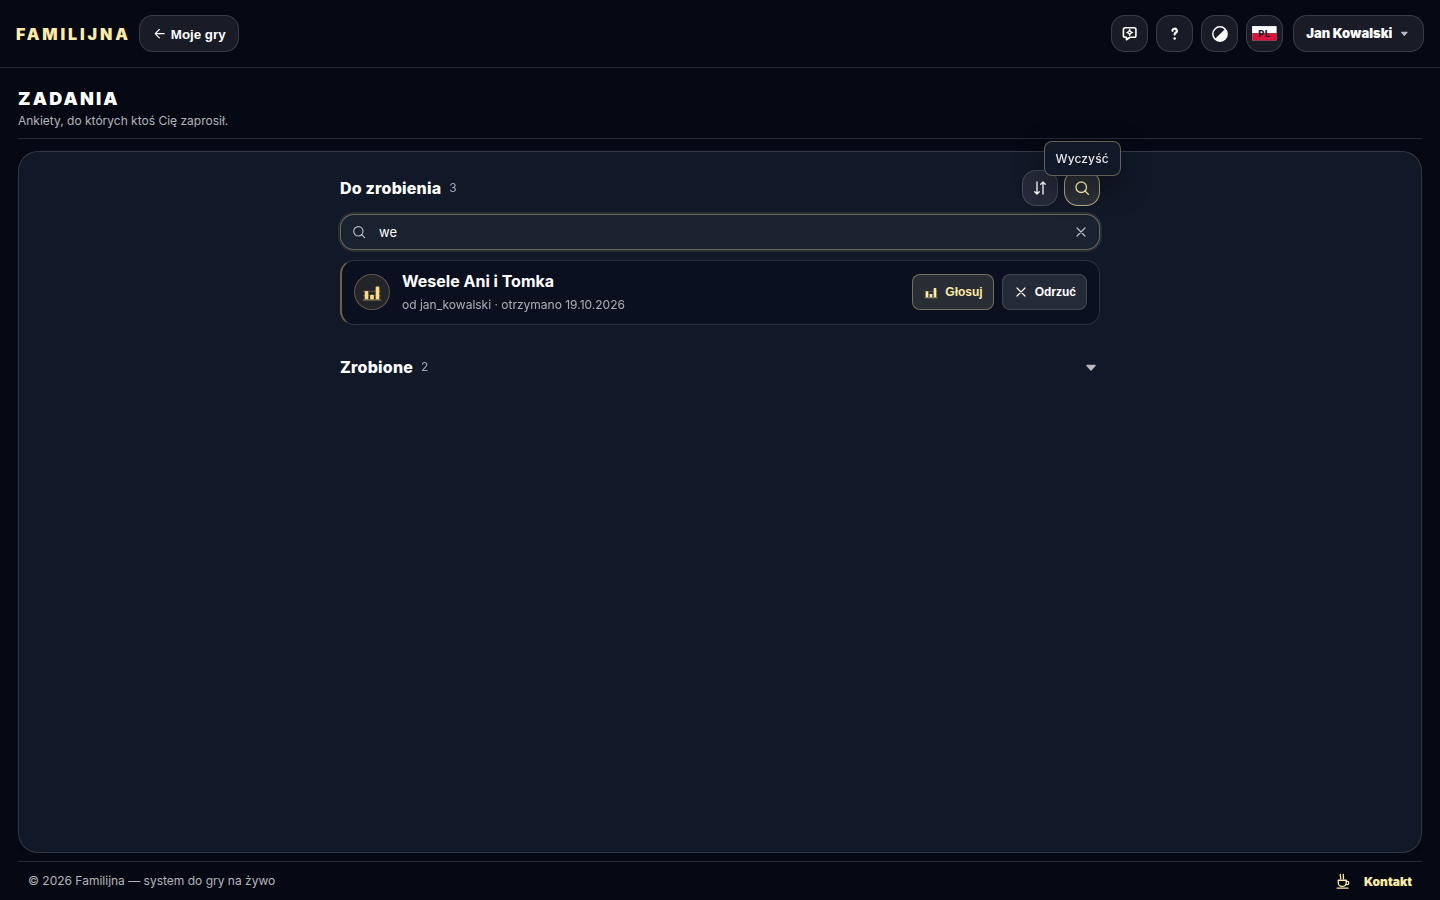 FAMILIJNA
Moje gry
?
PL
Jan Kowalski
ZADANIA
Ankiety, do których ktoś Cię zaprosił.
Wyczyść
Do zrobienia 3
we
Wesele Ani i Tomka
od jan_kowalski · otrzymano 19.10.2026
Głosuj
Odrzuć
Zrobione 2
© 2026 Familijna — system do gry na żywo
Kontakt